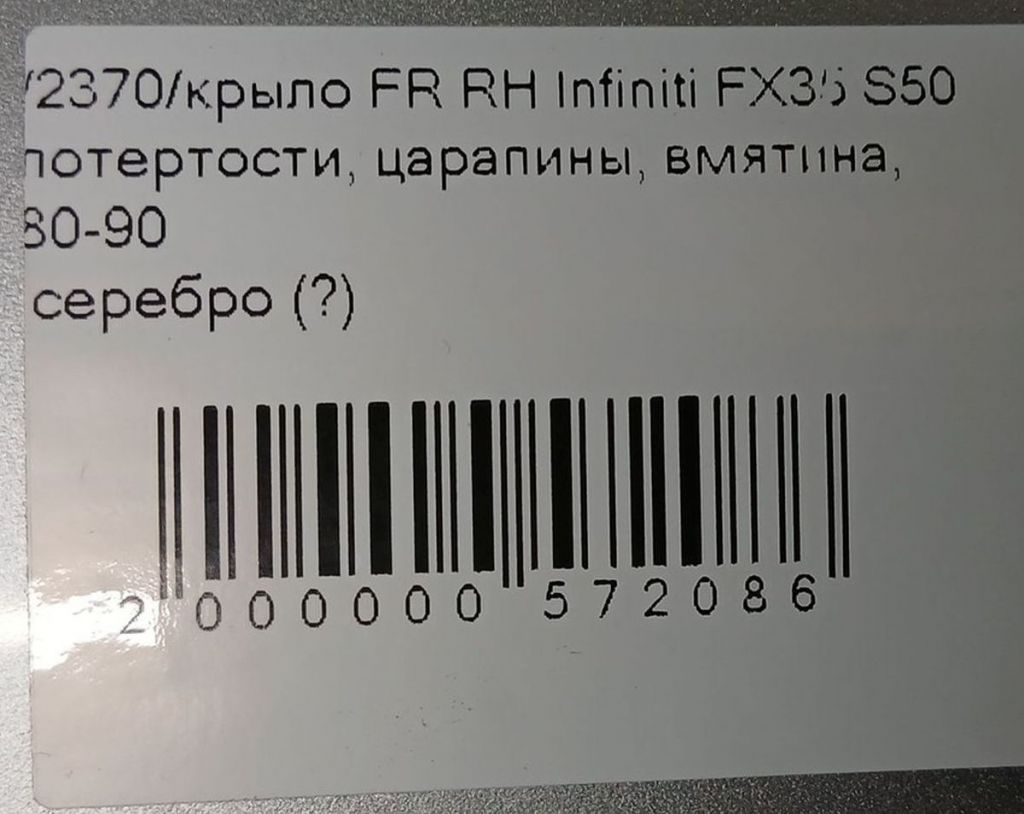 /2370/крыло FR RH Infiniti FX35 S50
потертости, царапины, вмятина,
80-90
серебро (?)
2 000000 572086